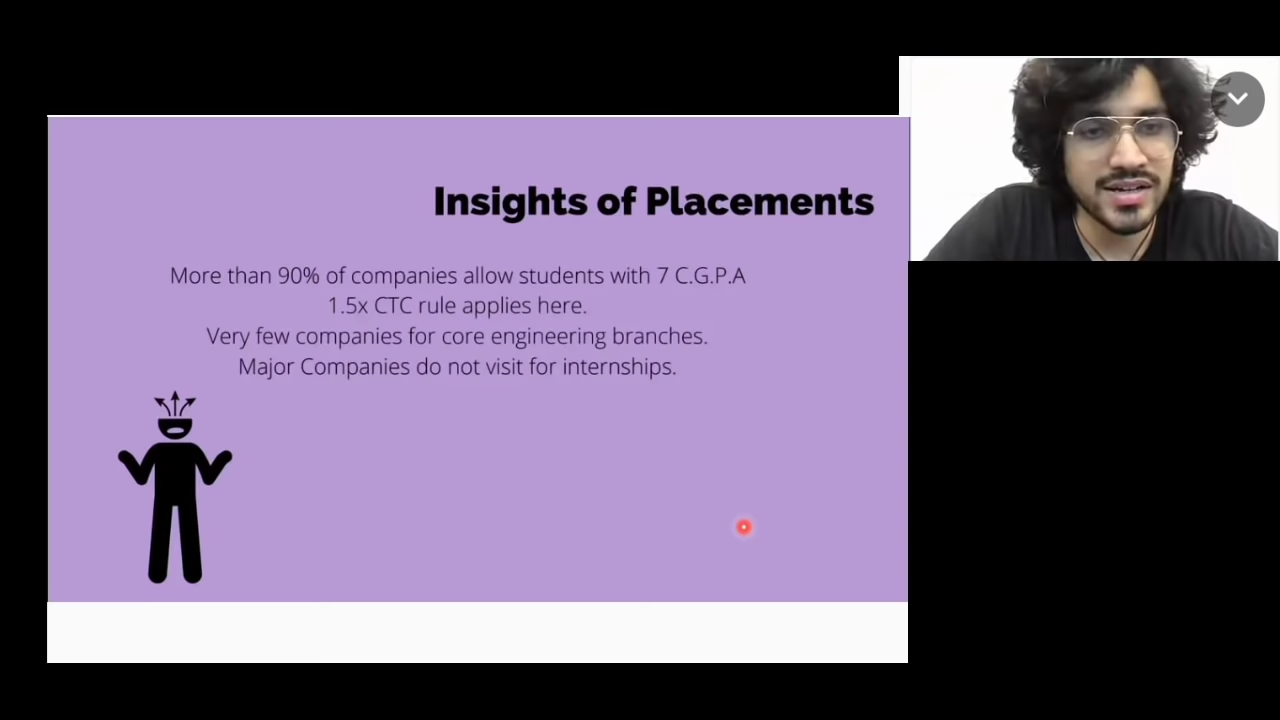 Insights of Placements
More than 90% of companies allow students with 7 C.G.P.A
1.5x CTC rule applies here.
Very few companies for core engineering branches.
Major Companies do not visit for internships.